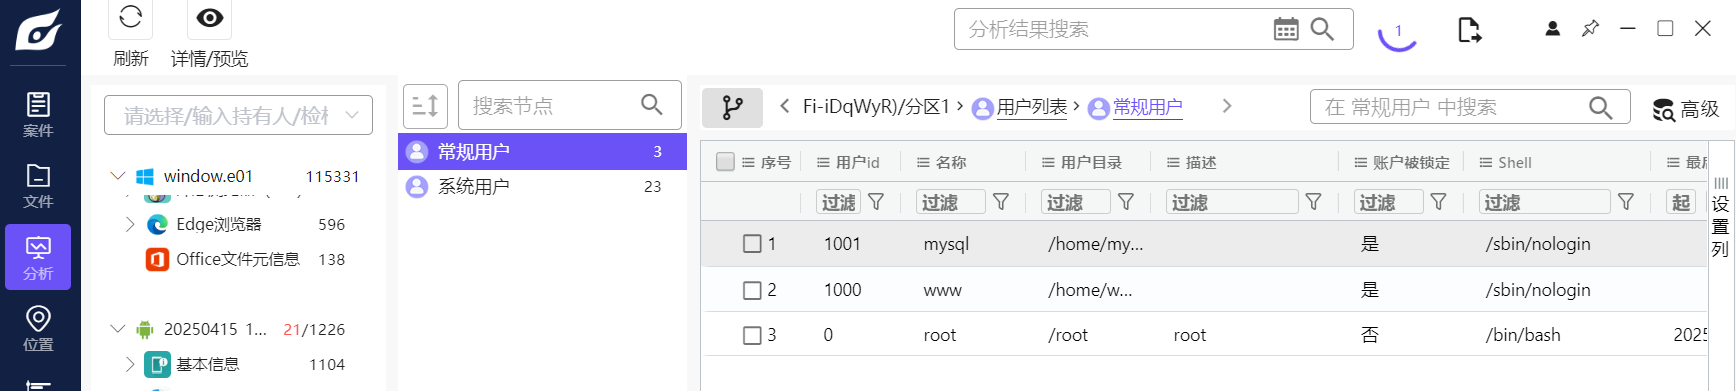 刷新
详情/预览
分析结果搜索
1
案件
文件
分析
位置
请选择/输入持有人/检材
window.e01 115331
Edge浏览器 596
Office文件元信息 138
20250415 1... 21/1226
基本信息 1104
搜索节点
常规用户 3
系统用户 23
Fi-iDqWyR)/分区1 用户列表 常规用户
在 常规用户 中搜索
高级
序号 用户id 名称 用户目录 描述 账户被锁定 Shell 最后
过滤 过滤 过滤 过滤 过滤 过滤 起
1 1001 mysql /home/my... 是 /sbin/nologin
2 1000 www /home/w... 是 /sbin/nologin
3 0 root /root root 否 /bin/bash 2025
设置列